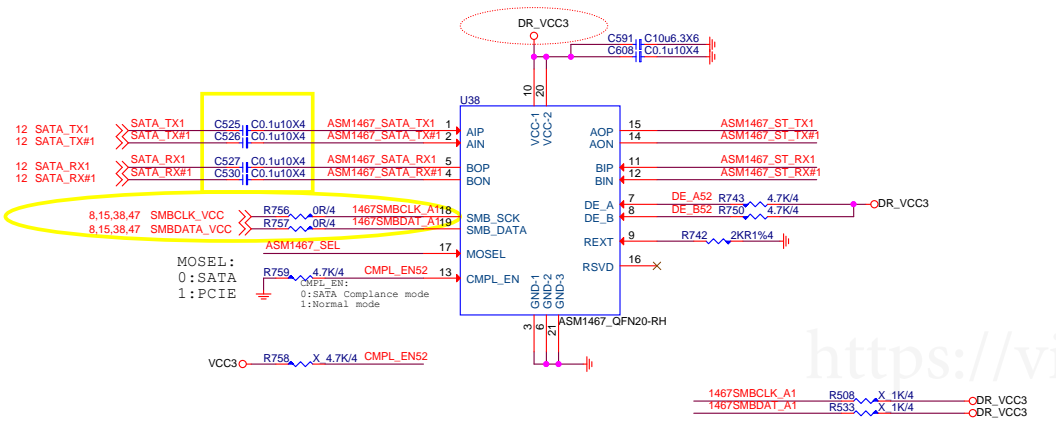 DR_VCC3
C591 C10u6.3X6
C608 C0.1u10X4
10
20
U38
VCC-1
VCC-2
12 SATA_TX1 SATA_TX1 C525 C0.1u10X4 ASM1467_SATA_TX1 1 AIP
12 SATA_TX#1 SATA_TX#1 C526 C0.1u10X4 ASM1467_SATA_TX#1 2 AIN
12 SATA_RX1 SATA_RX1 C527 C0.1u10X4 ASM1467_SATA_RX1 5 BOP
12 SATA_RX#1 SATA_RX#1 C530 C0.1u10X4 ASM1467_SATA_RX#1 4 BON
AOP 15 ASM1467_ST_TX1
AON 14 ASM1467_ST_TX#1
BIP 11 ASM1467_ST_RX1
BIN 12 ASM1467_ST_RX#1
8,15,38,47 SMBCLK_VCC R756 0R/4 1467SMBCLK_A1 18 SMB_SCK
8,15,38,47 SMBDATA_VCC R757 0R/4 1467SMBDAT_A1 19 SMB_DATA
DE_A 7 DE_A52 R743 4.7K/4 DR_VCC3
DE_B 8 DE_B52 R750 4.7K/4
REXT 9 R742 2KR1%4
RSVD 16
ASM1467_SEL 17 MOSEL
MOSEL:
0:SATA
1:PCIE
R759 4.7K/4 CMPL_EN52 13 CMPL_EN
CMPL_EN:
0:SATA Complance mode
1:Normal mode
GND-1
GND-2
GND-3
3
6
21
ASM1467_QFN20-RH
VCC3 R758 X_4.7K/4 CMPL_EN52
https://vi
1467SMBCLK_A1 R508 X_1K/4 DR_VCC3
1467SMBDAT_A1 R533 X_1K/4 DR_VCC3